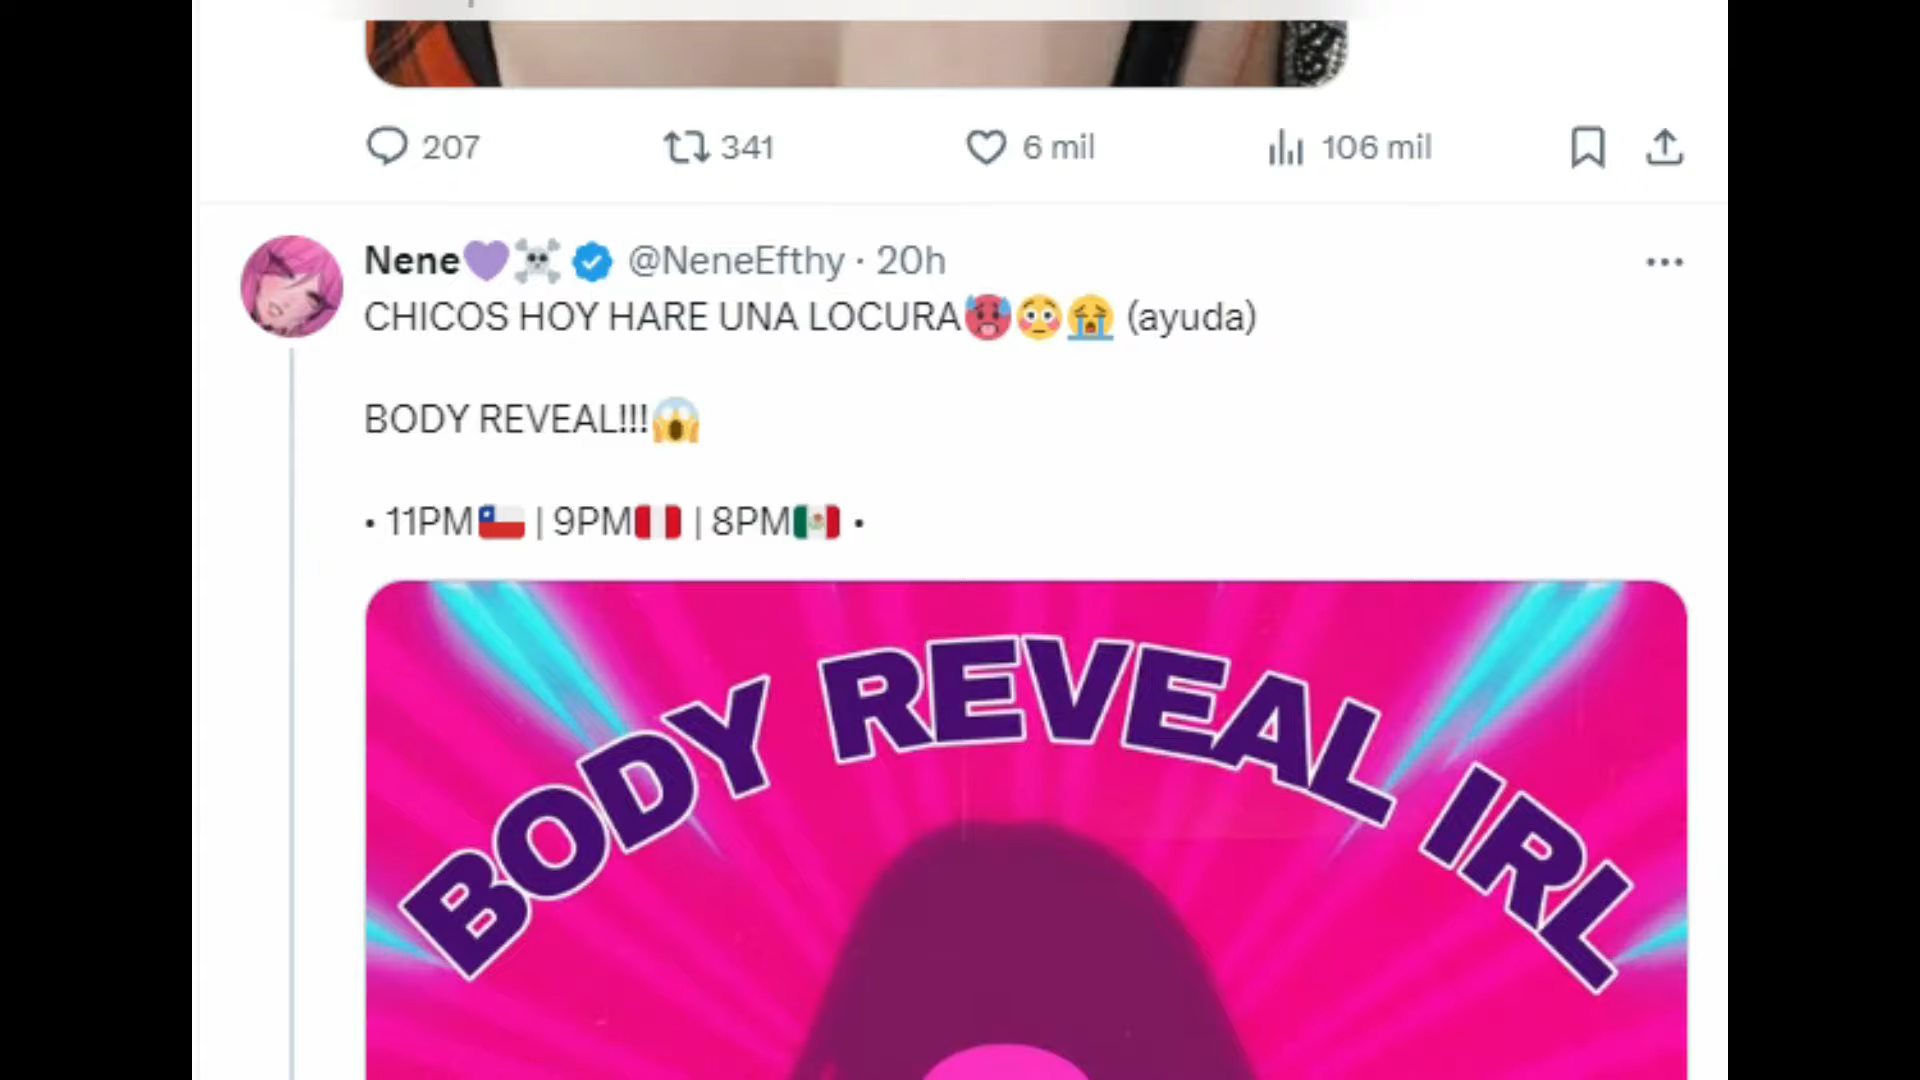 207 341 6 mil 106 mil
Nene💜☠️ @NeneEfthy · 20h
CHICOS HOY HARE UNA LOCURA🥵😳😭 (ayuda)
BODY REVEAL!!!😱
• 11PM🇨🇱 | 9PM🇵🇪 | 8PM🇲🇽 •
BODY REVEAL IRL